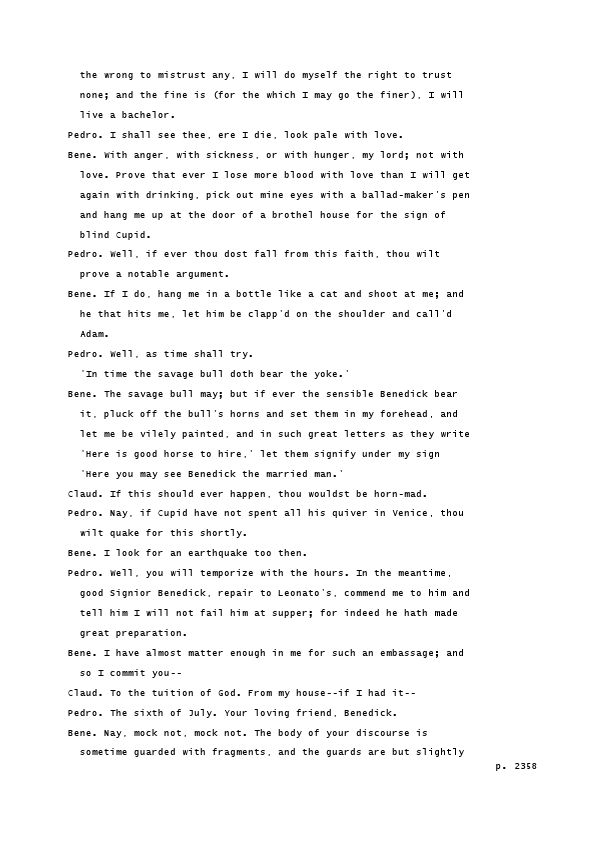 the wrong to mistrust any, I will do myself the right to trust
none; and the fine is (for the which I may go the finer), I will
live a bachelor.
Pedro. I shall see thee, ere I die, look pale with love.
Bene. With anger, with sickness, or with hunger, my lord; not with
love. Prove that ever I lose more blood with love than I will get
again with drinking, pick out mine eyes with a ballad-maker's pen
and hang me up at the door of a brothel house for the sign of
blind Cupid.
Pedro. Well, if ever thou dost fall from this faith, thou wilt
prove a notable argument.
Bene. If I do, hang me in a bottle like a cat and shoot at me; and
he that hits me, let him be clapp'd on the shoulder and call'd
Adam.
Pedro. Well, as time shall try.
'In time the savage bull doth bear the yoke.'
Bene. The savage bull may; but if ever the sensible Benedick bear
it, pluck off the bull's horns and set them in my forehead, and
let me be vilely painted, and in such great letters as they write
'Here is good horse to hire,' let them signify under my sign
'Here you may see Benedick the married man.'
Claud. If this should ever happen, thou wouldst be horn-mad.
Pedro. Nay, if Cupid have not spent all his quiver in Venice, thou
wilt quake for this shortly.
Bene. I look for an earthquake too then.
Pedro. Well, you will temporize with the hours. In the meantime,
good Signior Benedick, repair to Leonato's, commend me to him and
tell him I will not fail him at supper; for indeed he hath made
great preparation.
Bene. I have almost matter enough in me for such an embassage; and
so I commit you--
Claud. To the tuition of God. From my house--if I had it--
Pedro. The sixth of July. Your loving friend, Benedick.
Bene. Nay, mock not, mock not. The body of your discourse is
sometime guarded with fragments, and the guards are but slightly
p. 2358